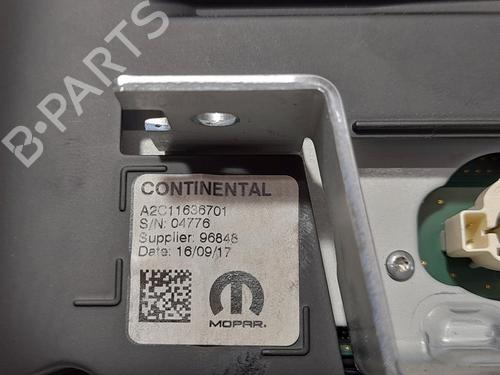 B-PARTS
CONTINENTAL
A2C11636701
S/N: 04776
Supplier: 96848
Date: 16/09/17
MOPAR.